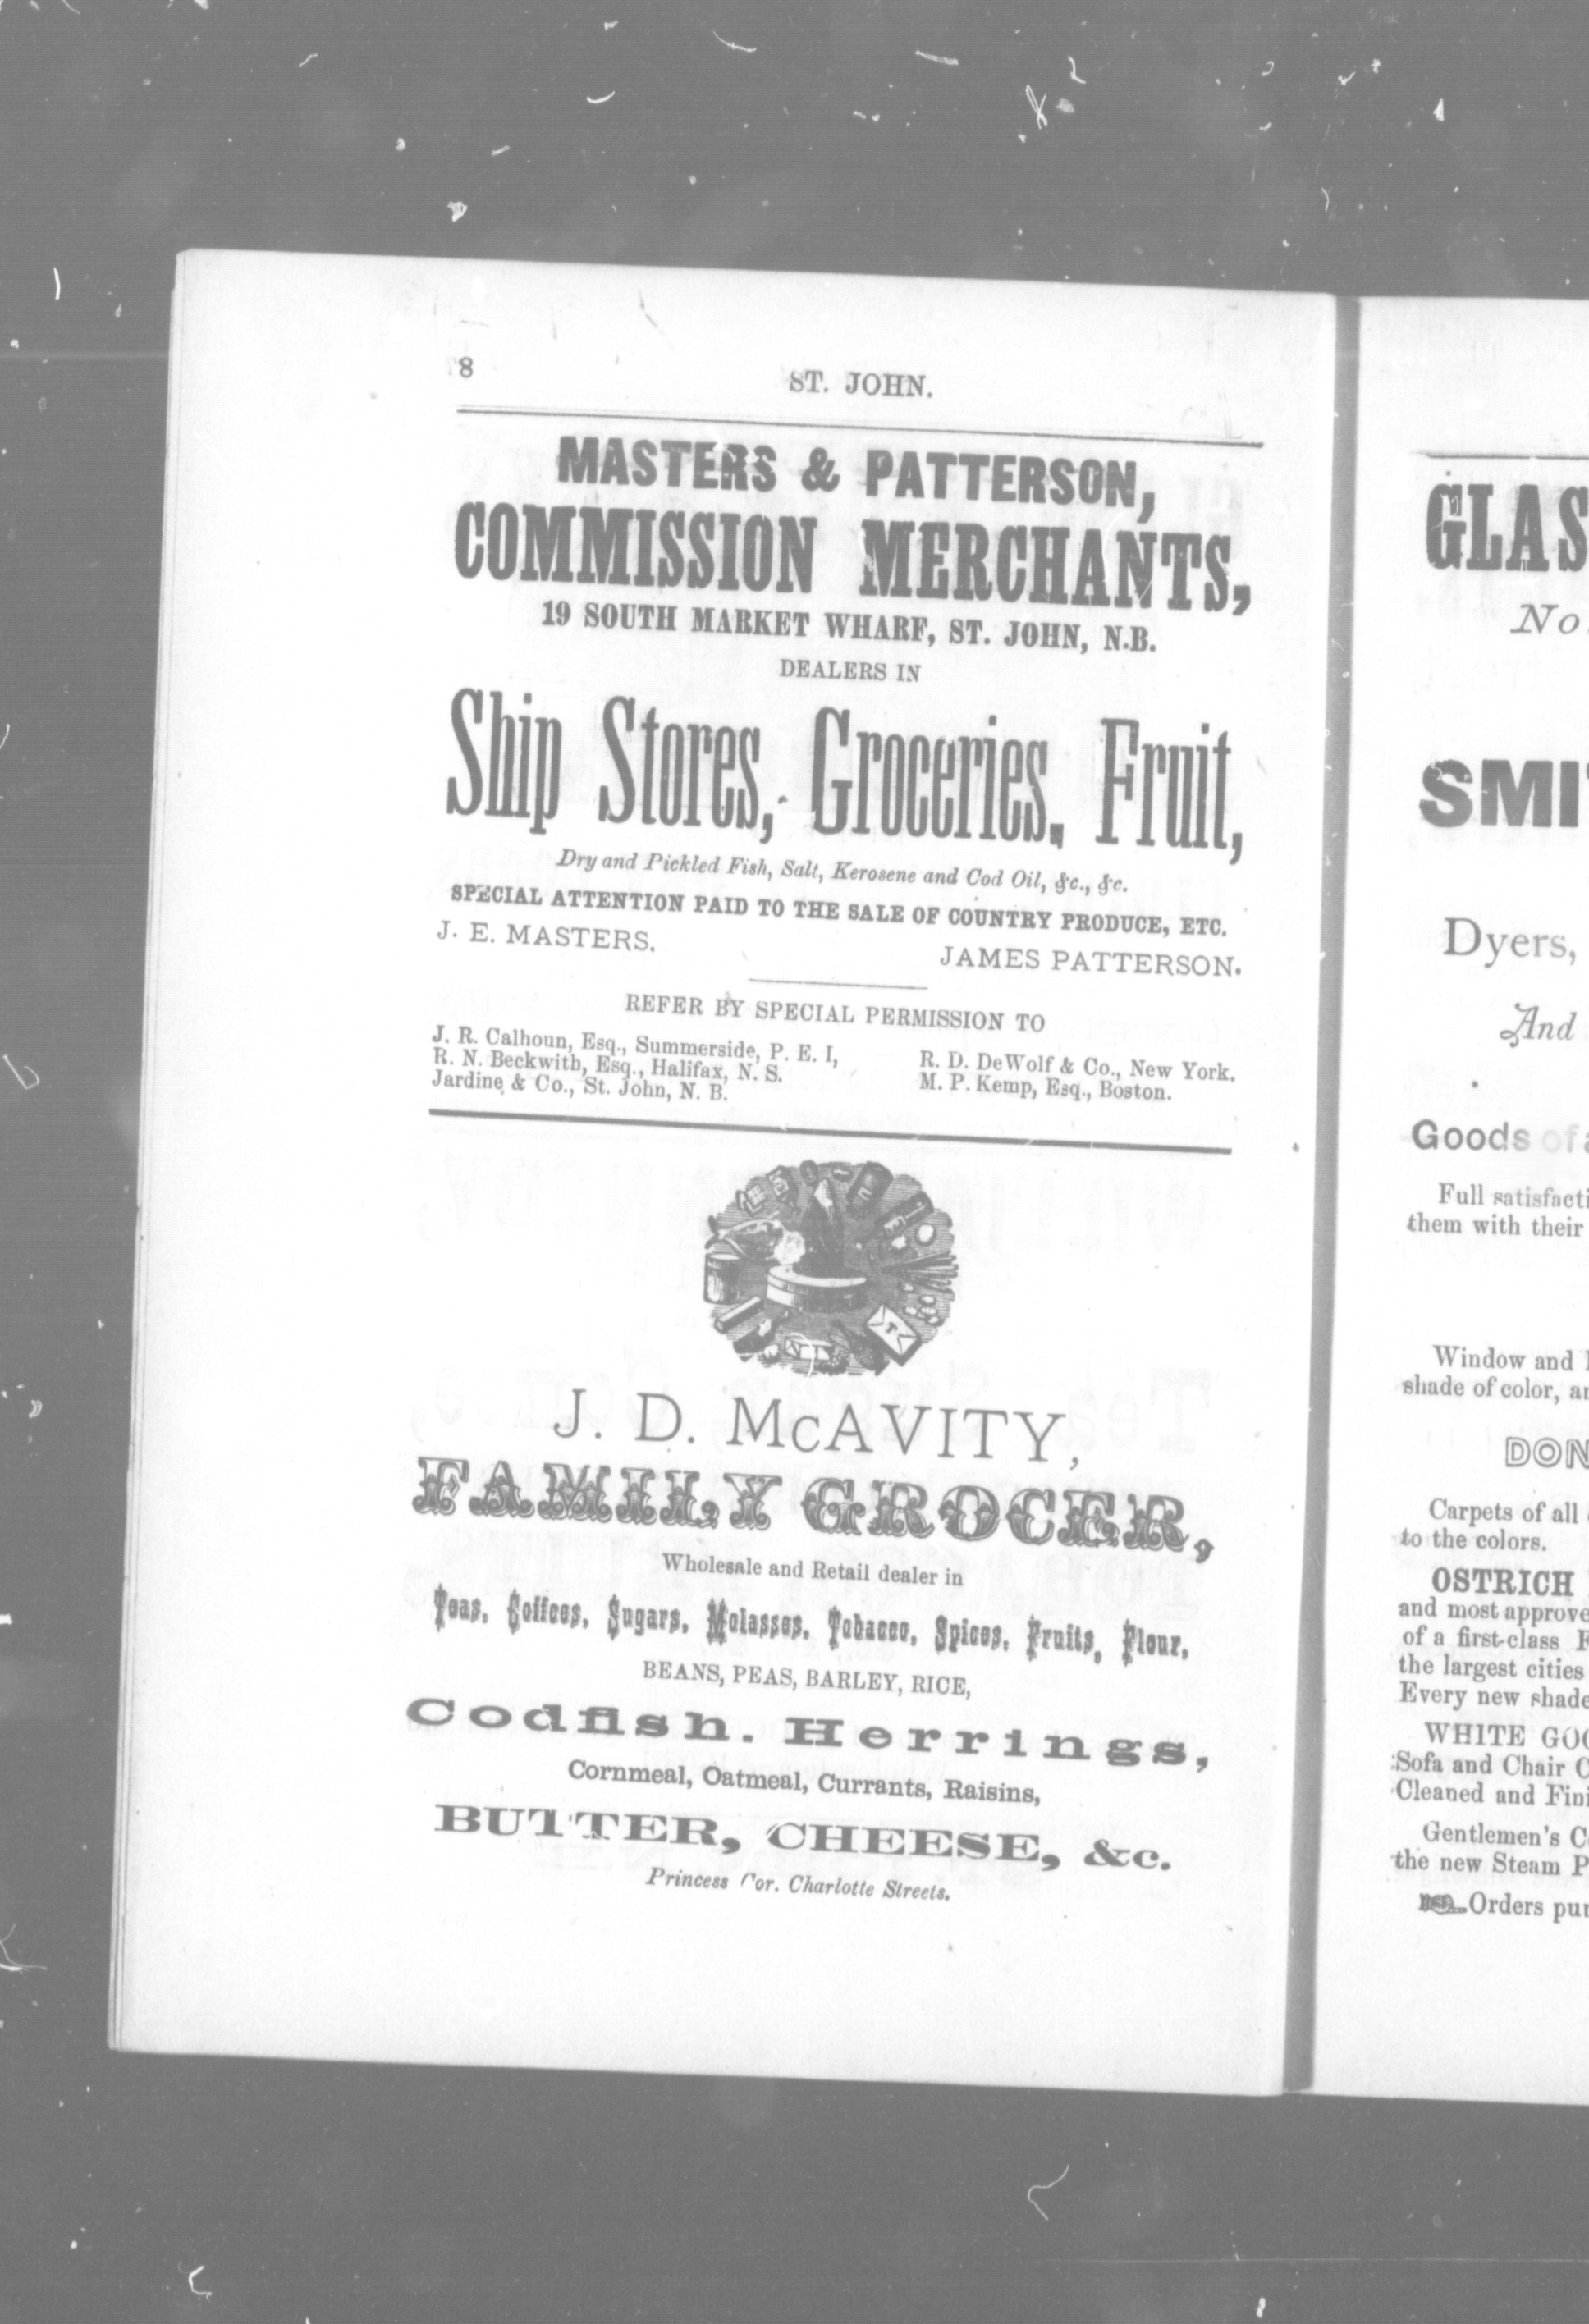 8
ST. JOHN.
MASTERS & PATTERSON,
COMMISSION MERCHANTS,
19 SOUTH MARKET WHARF, ST. JOHN, N.B.
DEALERS IN
Ship Stores, Groceries, Fruit,
Dry and Pickled Fish, Salt, Kerosene and Cod Oil, &c., &c.
SPECIAL ATTENTION PAID TO THE SALE OF COUNTRY PRODUCE, ETC.
J. E. MASTERS.
JAMES PATTERSON.
REFER BY SPECIAL PERMISSION TO
J. R. Calhoun, Esq., Summerside, P. E. I,
R. N. Beckwith, Esq., Halifax, N. S.
Jardine & Co., St. John, N. B.
R. D. DeWolf & Co., New York.
M. P. Kemp, Esq., Boston.
T
J. D. McAVITY,
FAMILY GROCER,
Wholesale and Retail dealer in
Teas, Coffees, Sugars, Molasses, Tobacco, Spices, Fruits, Flour,
BEANS, PEAS, BARLEY, RICE,
Codfish. Herrings,
Cornmeal, Oatmeal, Currants, Raisins,
BUTTER, CHEESE, &c.
Princess Cor. Charlotte Streets.
GLAS
No
SMI
Dyers,
And
Goods of
Full satisfacti
them with their
Window and
shade of color, a
DON
Carpets of all
to the colors.
OSTRICH
and most approve
of a first-class F
the largest cities
Every new shade
WHITE GOO
Sofa and Chair C
Cleaned and Fini
Gentlemen's C
the new Steam P
Orders pu